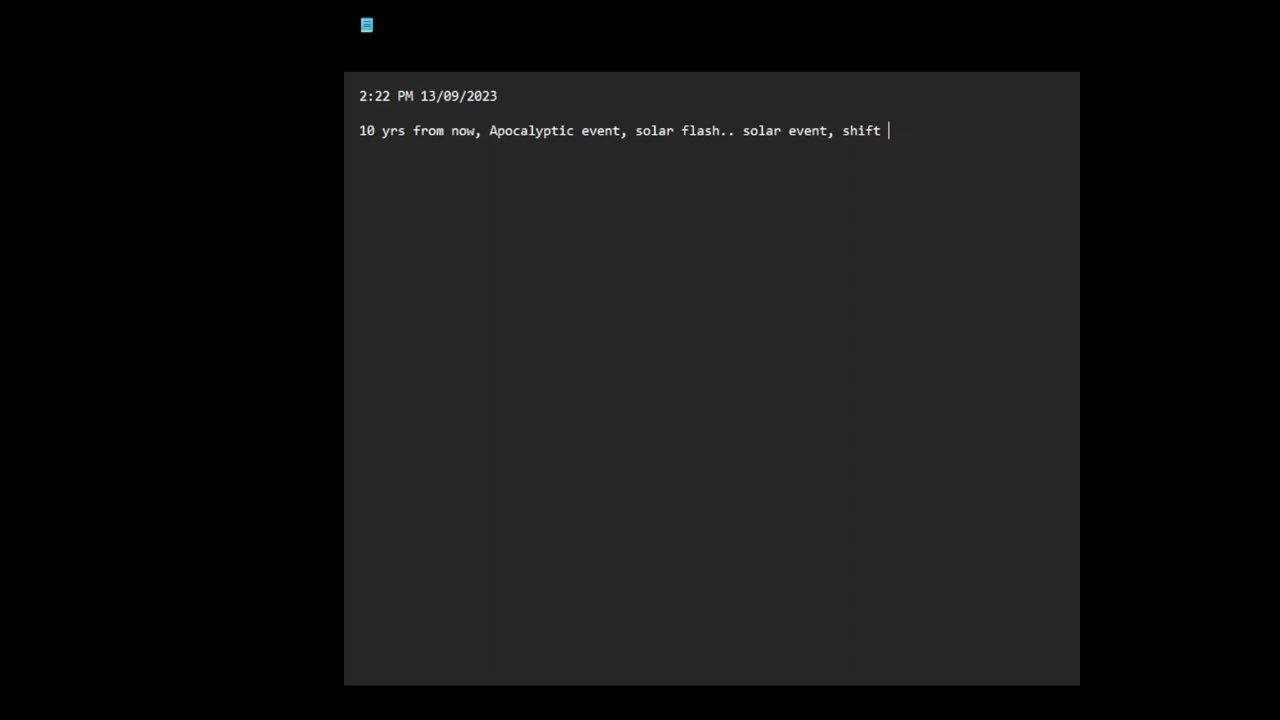 2:22 PM 13/09/2023
10 yrs from now, Apocalyptic event, solar flash.. solar event, shift